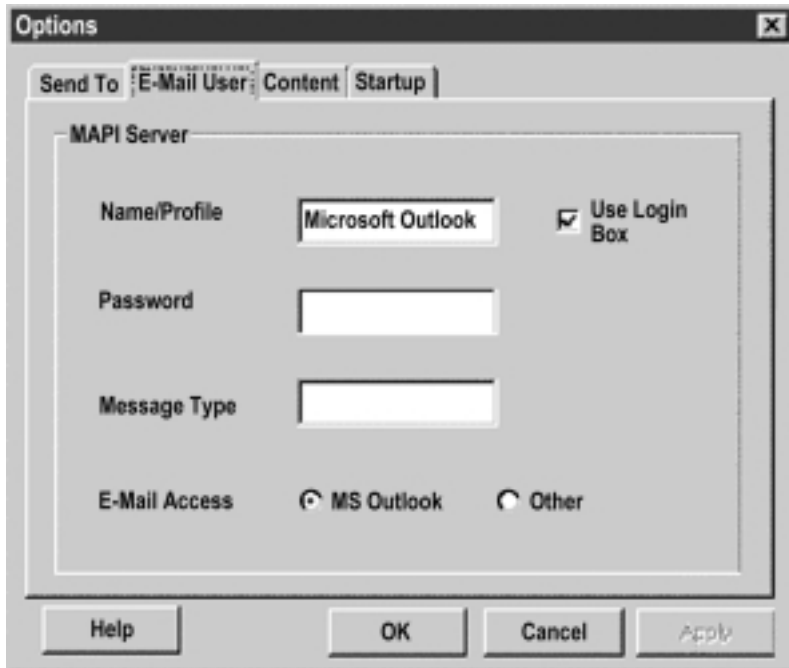 Options
Send To E-Mail User Content Startup
MAPI Server
Name/Profile Microsoft Outlook Use Login
Box
Password
Message Type
E-Mail Access MS Outlook Other
Help OK Cancel Apply